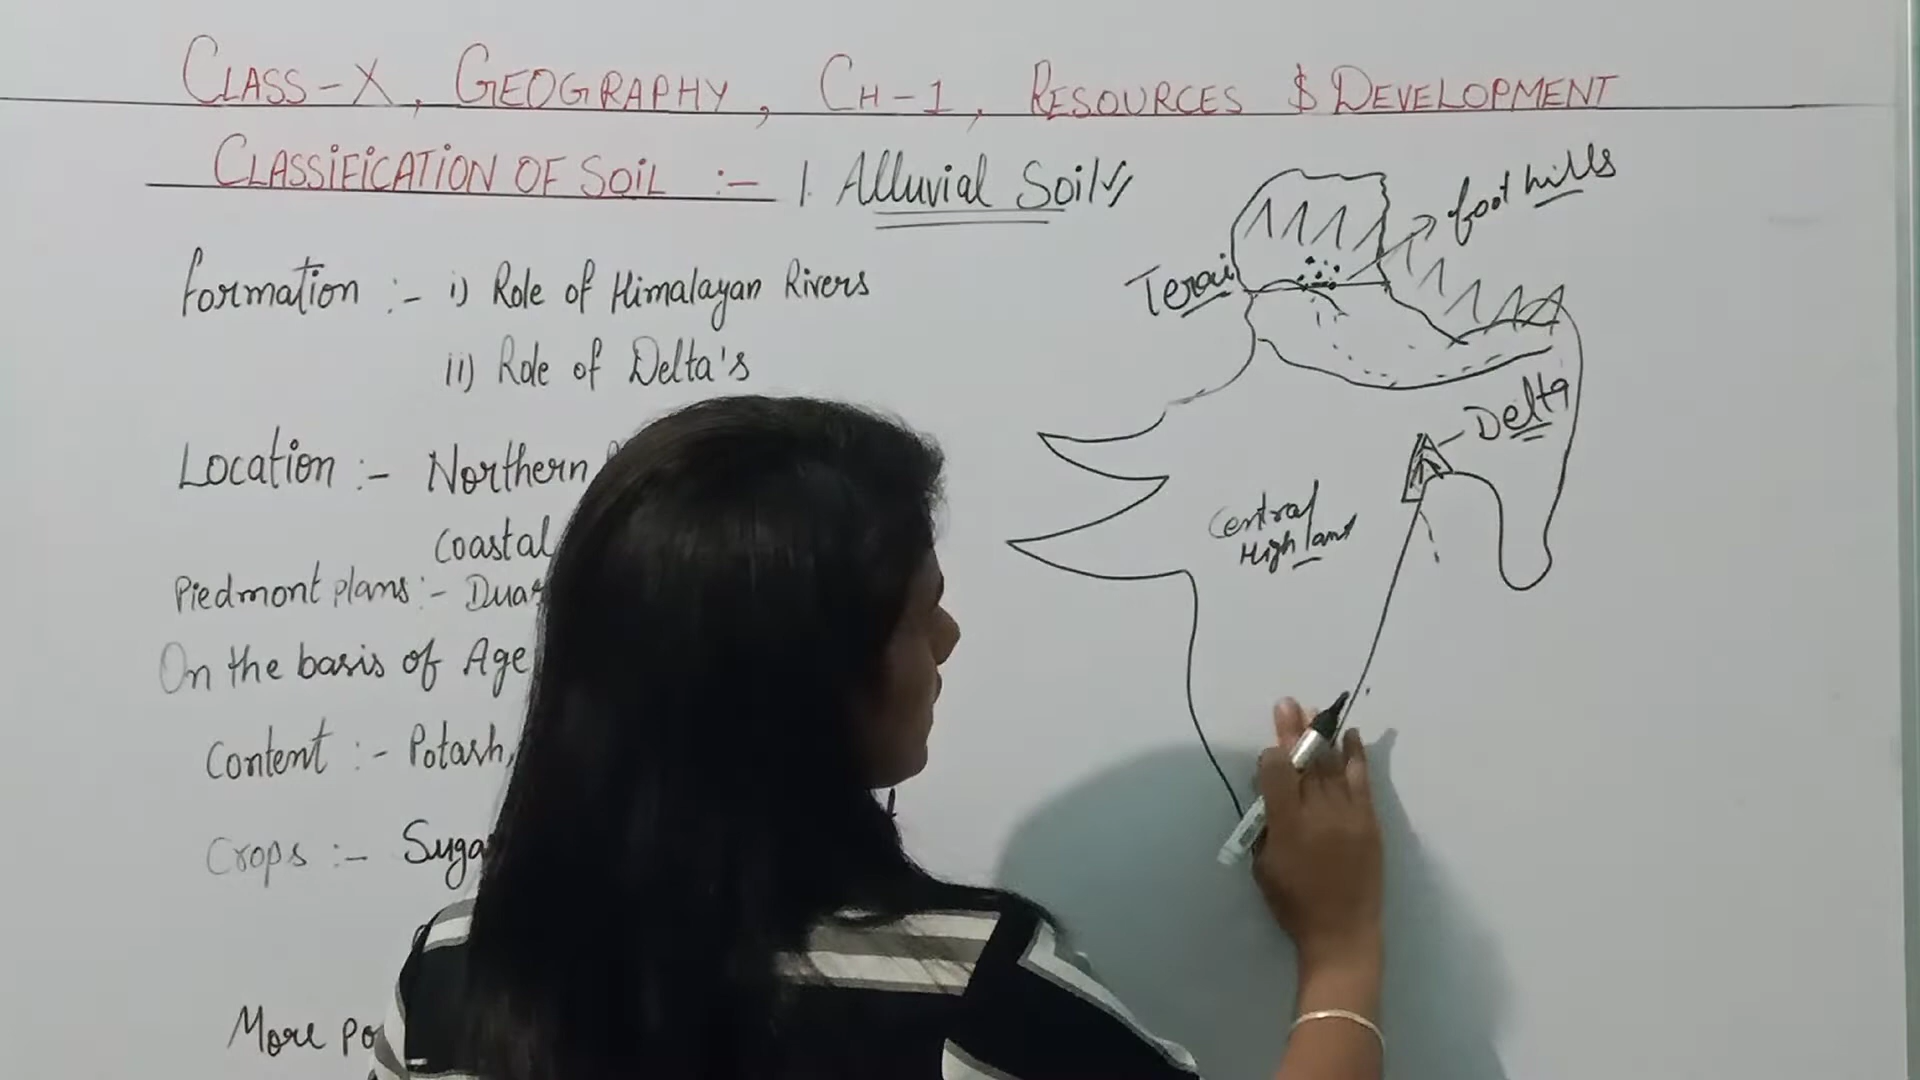 CLASS-X, GEOGRAPHY, CH-1, RESOURCES $ DEVELOPMENT
CLASSIFICATION OF SOIL :- 1. Alluvial Soils
formation :- i) Role of Himalayan Rivers
ii) Role of Delta's
Location :- Northern
Coastal
Piedmont plans :- Duar
On the basis of Age
Content :- Potash,
Crops :- Suga
More po
foot hills
Terai
Delta
Central
Highland